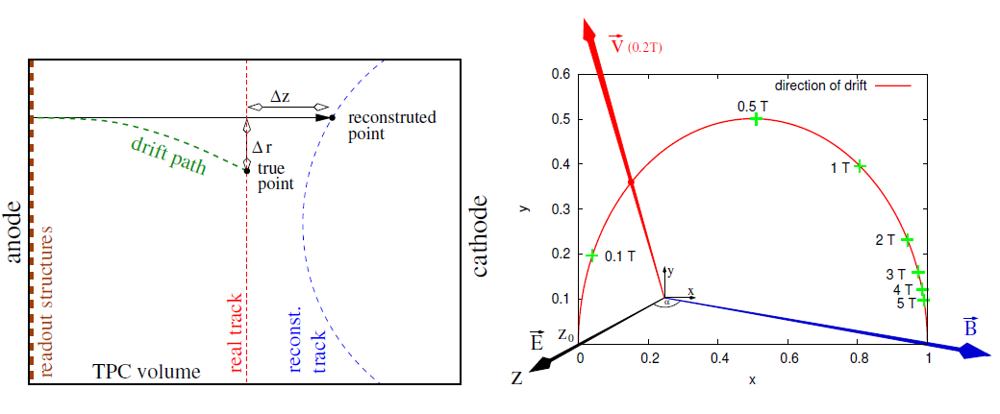 Δz
reconstruted
point
drift path
Δ r
true
point
anode
readout structures
real track
reconst.
track
cathode
TPC volume
V (0.2T)
0.6
direction of drift
0.5 T
0.5
0.4
1 T
0.3
y
0.2
0.1 T
2 T
3 T
4 T
5 T
0.1
y
x
α
E
Z₀
B
Z
0
0.2
0.4
0.6
0.8
1
x